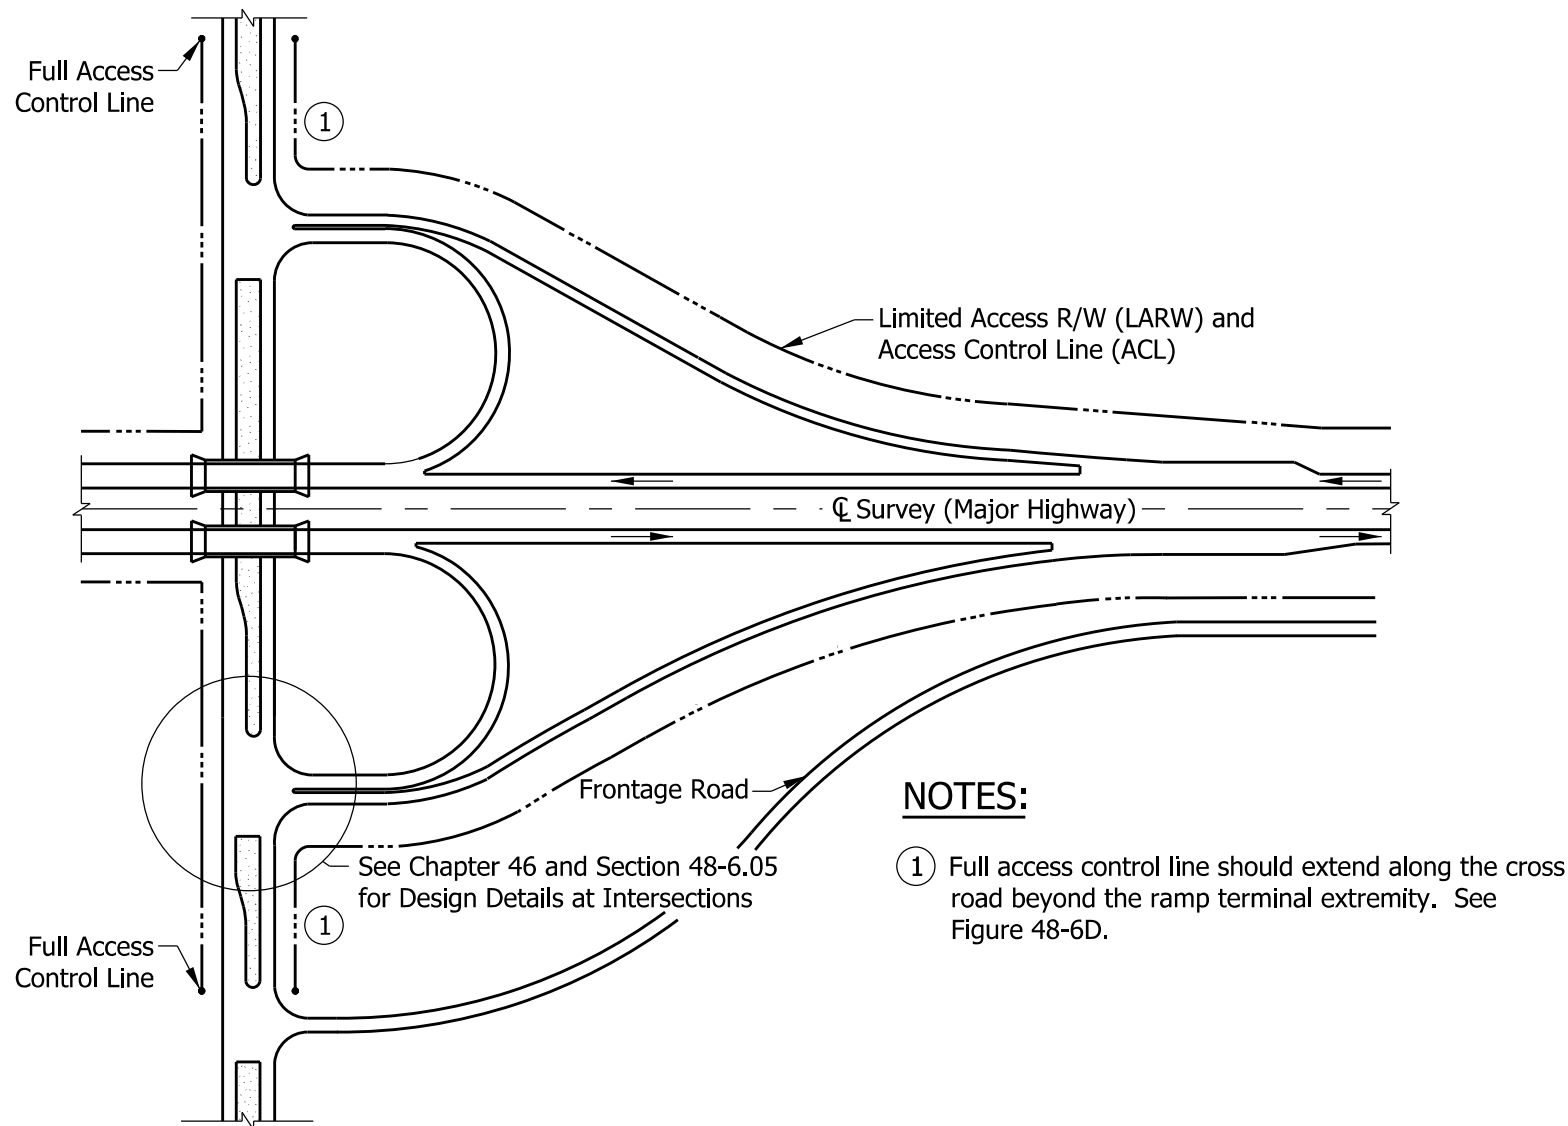 Full Access
Control Line
1
Limited Access R/W (LARW) and
Access Control Line (ACL)
℄ Survey (Major Highway)
Frontage Road
See Chapter 46 and Section 48-6.05
for Design Details at Intersections
1
Full Access
Control Line
NOTES:
1 Full access control line should extend along the cross
road beyond the ramp terminal extremity. See
Figure 48-6D.